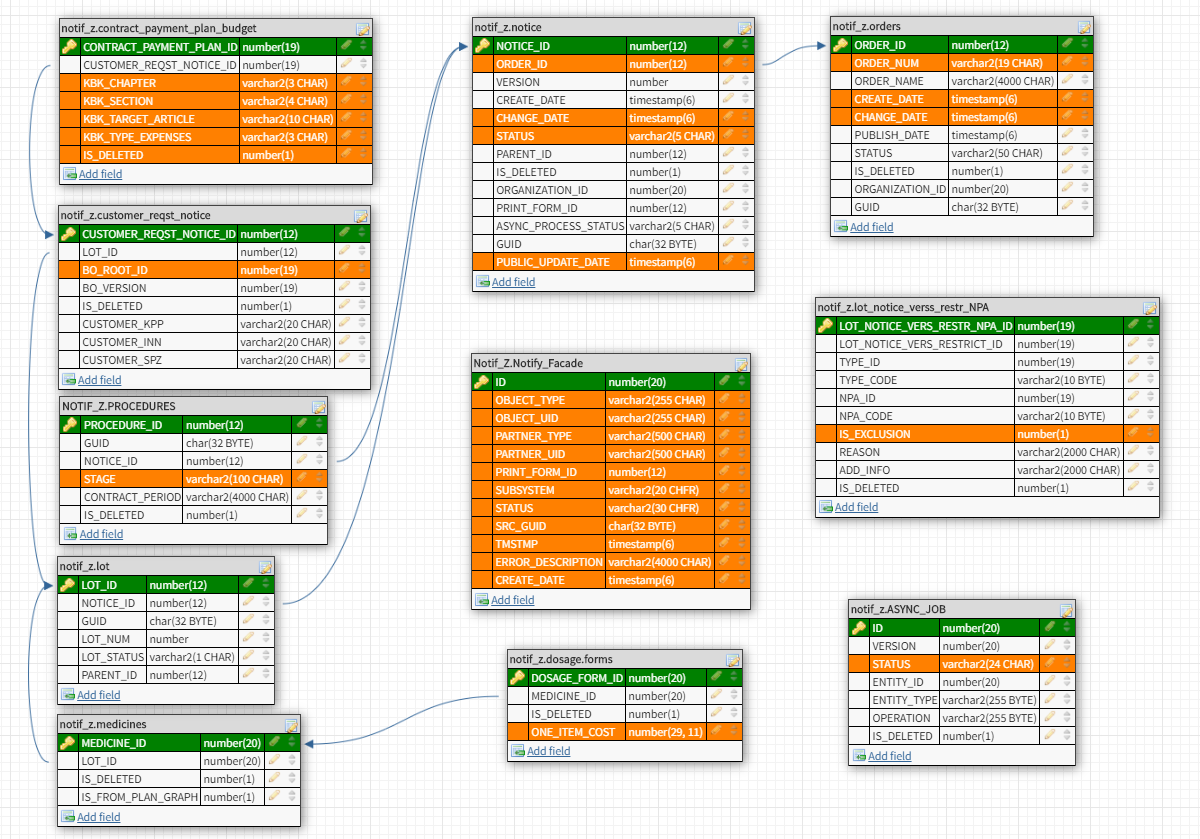 notif_z.contract_payment_plan_budget
CONTRACT_PAYMENT_PLAN_ID number(19)
CUSTOMER_REQST_NOTICE_ID number(19)
KBK_CHAPTER varchar2(3 CHAR)
KBK_SECTION varchar2(4 CHAR)
KBK_TARGET_ARTICLE varchar2(10 CHAR)
KBK_TYPE_EXPENSES varchar2(3 CHAR)
IS_DELETED number(1)
Add field
notif_z.customer_reqst_notice
CUSTOMER_REQST_NOTICE_ID number(12)
LOT_ID number(12)
BO_ROOT_ID number(19)
BO_VERSION number(19)
IS_DELETED number(1)
CUSTOMER_KPP varchar2(20 CHAR)
CUSTOMER_INN varchar2(20 CHAR)
CUSTOMER_SPZ varchar2(20 CHAR)
Add field
NOTIF_Z.PROCEDURES
PROCEDURE_ID number(12)
GUID char(32 BYTE)
NOTICE_ID number(12)
STAGE varchar2(100 CHAR)
CONTRACT_PERIOD varchar2(4000 CHAR)
IS_DELETED number(1)
Add field
notif_z.lot
LOT_ID number(12)
NOTICE_ID number(12)
GUID char(32 BYTE)
LOT_NUM number
LOT_STATUS varchar2(1 CHAR)
PARENT_ID number(12)
Add field
notif_z.medicines
MEDICINE_ID number(20)
LOT_ID number(20)
IS_DELETED number(1)
IS_FROM_PLAN_GRAPH number(1)
Add field
notif_z.notice
NOTICE_ID number(12)
ORDER_ID number(12)
VERSION number
CREATE_DATE timestamp(6)
CHANGE_DATE timestamp(6)
STATUS varchar2(5 CHAR)
PARENT_ID number(12)
IS_DELETED number(1)
ORGANIZATION_ID number(20)
PRINT_FORM_ID number(12)
ASYNC_PROCESS_STATUS varchar2(5 CHAR)
GUID char(32 BYTE)
PUBLIC_UPDATE_DATE timestamp(6)
Add field
Notif_Z.Notify_Facade
ID number(20)
OBJECT_TYPE varchar2(255 CHAR)
OBJECT_UID varchar2(255 CHAR)
PARTNER_TYPE varchar2(500 CHAR)
PARTNER_UID varchar2(500 CHAR)
PRINT_FORM_ID number(12)
SUBSYSTEM varchar2(20 CHFR)
STATUS varchar2(30 CHFR)
SRC_GUID char(32 BYTE)
TMSTMP timestamp(6)
ERROR_DESCRIPTION varchar2(4000 CHAR)
CREATE_DATE timestamp(6)
Add field
notif_z.dosage.forms
DOSAGE_FORM_ID number(20)
MEDICINE_ID number(20)
IS_DELETED number(1)
ONE_ITEM_COST number(29, 11)
Add field
notif_z.orders
ORDER_ID number(12)
ORDER_NUM varchar2(19 CHAR)
ORDER_NAME varchar2(4000 CHAR)
CREATE_DATE timestamp(6)
CHANGE_DATE timestamp(6)
PUBLISH_DATE timestamp(6)
STATUS varchar2(50 CHAR)
IS_DELETED number(1)
ORGANIZATION_ID number(20)
GUID char(32 BYTE)
Add field
notif_z.lot_notice_verss_restr_NPA
LOT_NOTICE_VERS_RESTR_NPA_ID number(19)
LOT_NOTICE_VERS_RESTRICT_ID number(19)
TYPE_ID number(19)
TYPE_CODE varchar2(10 BYTE)
NPA_ID number(19)
NPA_CODE varchar2(10 BYTE)
IS_EXCLUSION number(1)
REASON varchar2(2000 CHAR)
ADD_INFO varchar2(2000 CHAR)
IS_DELETED number(1)
Add field
notif_z.ASYNC_JOB
ID number(20)
VERSION number(20)
STATUS varchar2(24 CHAR)
ENTITY_ID number(20)
ENTITY_TYPE varchar2(255 BYTE)
OPERATION varchar2(255 BYTE)
IS_DELETED number(1)
Add field